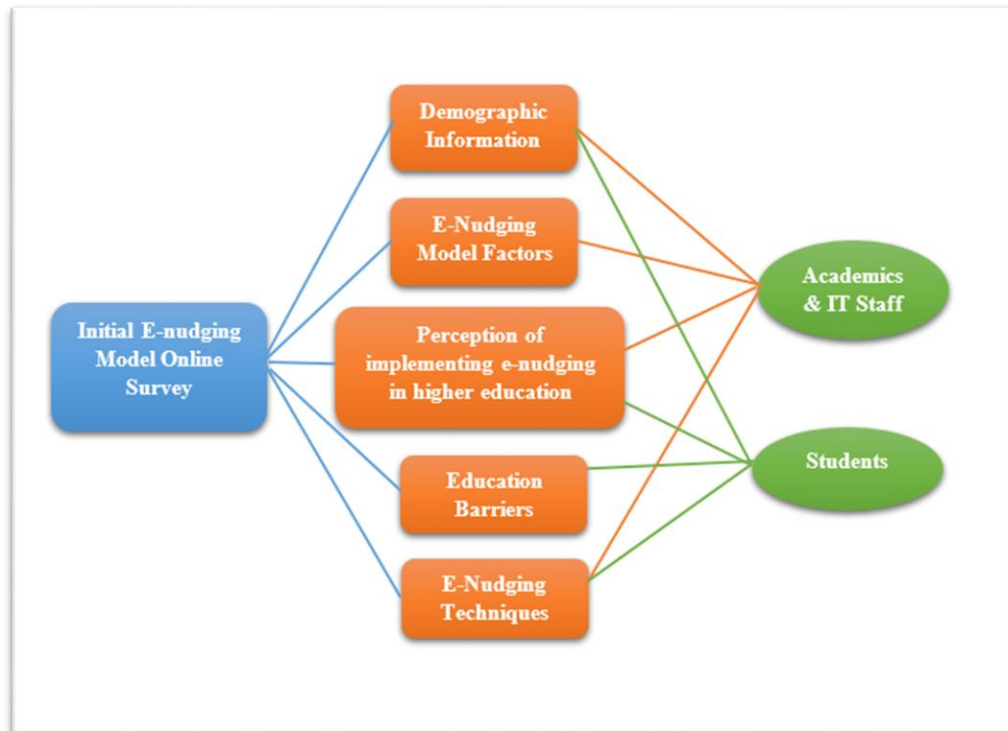 Demographic
Information
E-Nudging
Model Factors
Initial E-nudging
Model Online
Survey
Perception of
implementing e-nudging
in higher education
Education
Barriers
E-Nudging
Techniques
Academics
& IT Staff
Students